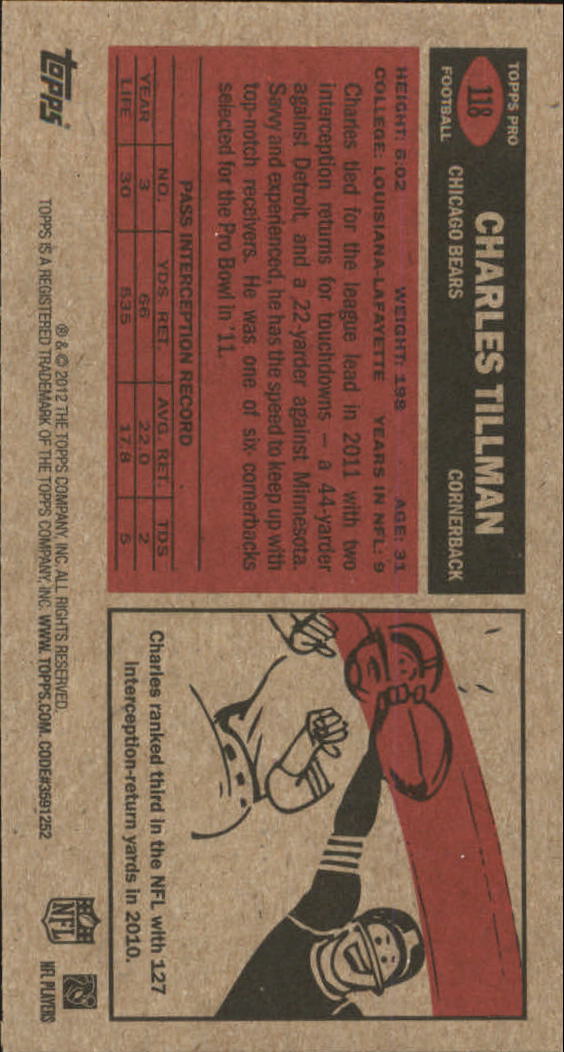 TOPPS PRO
118
FOOTBALL
CHARLES TILLMAN
CHICAGO BEARS CORNERBACK
HEIGHT: 6:02 WEIGHT: 198 AGE: 31
COLLEGE: LOUISIANA-LAFAYETTE YEARS IN NFL: 9
Charles tied for the league lead in 2011 with two
interception returns for touchdowns – a 44-yarder
against Detroit, and a 22-yarder against Minnesota.
Savvy and experienced, he has the speed to keep up with
top-notch receivers. He was one of six cornerbacks
selected for the Pro Bowl in '11.
PASS INTERCEPTION RECORD
NO. YDS. RET. AVG. RET. TDS
YEAR 3 66 22.0 2
LIFE 30 535 17.8 5
Charles ranked third in the NFL with 127
interception-return yards in 2010.
topps
® & © 2012 THE TOPPS COMPANY, INC. ALL RIGHTS RESERVED.
TOPPS IS A REGISTERED TRADEMARK OF THE TOPPS COMPANY, INC. WWW.TOPPS.COM. CODE#3591252
NFL
NFL PLAYERS